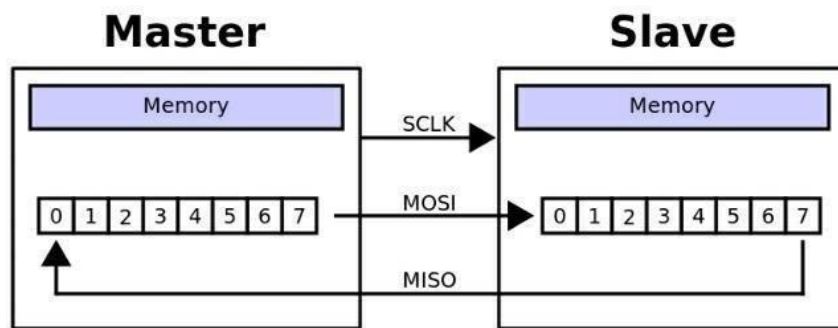 Master Slave
Memory Memory
SCLK
0 1 2 3 4 5 6 7 MOSI 0 1 2 3 4 5 6 7
MISO